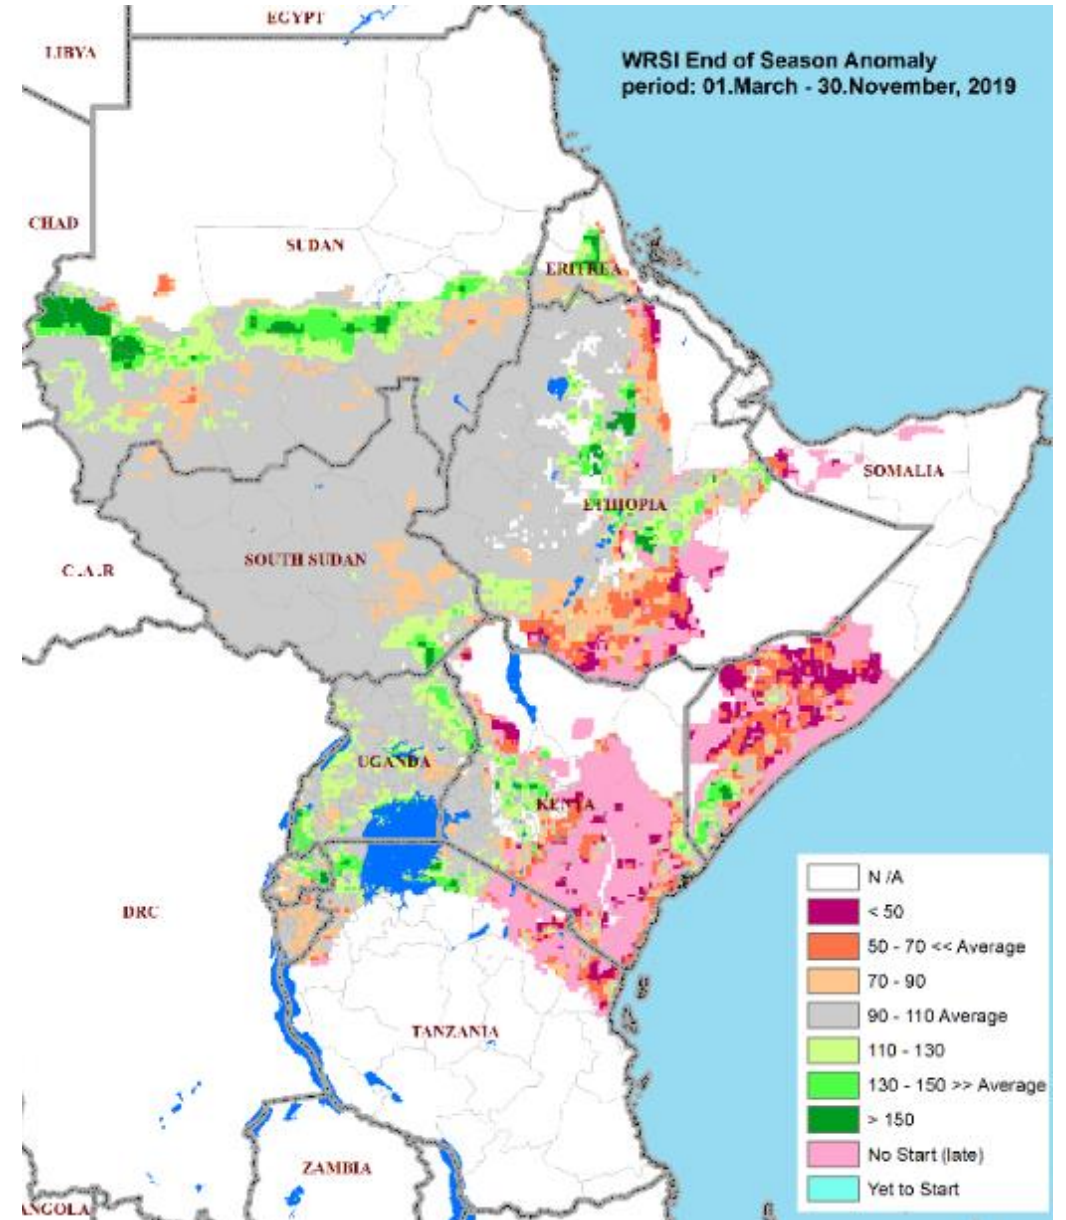 EGYPT
LIBYA
WRSI End of Season Anomaly
period: 01.March - 30.November, 2019
CHAD
SUDAN
ERITREA
SOMALIA
ETHIOPIA
SOUTH SUDAN
C.A.R
UGANDA
KENYA
DRC
TANZANIA
ZAMBIA
ANGOLA
N/A
< 50
50 - 70 << Average
70 - 90
90 - 110 Average
110 - 130
130 - 150 >> Average
> 150
No Start (late)
Yet to Start